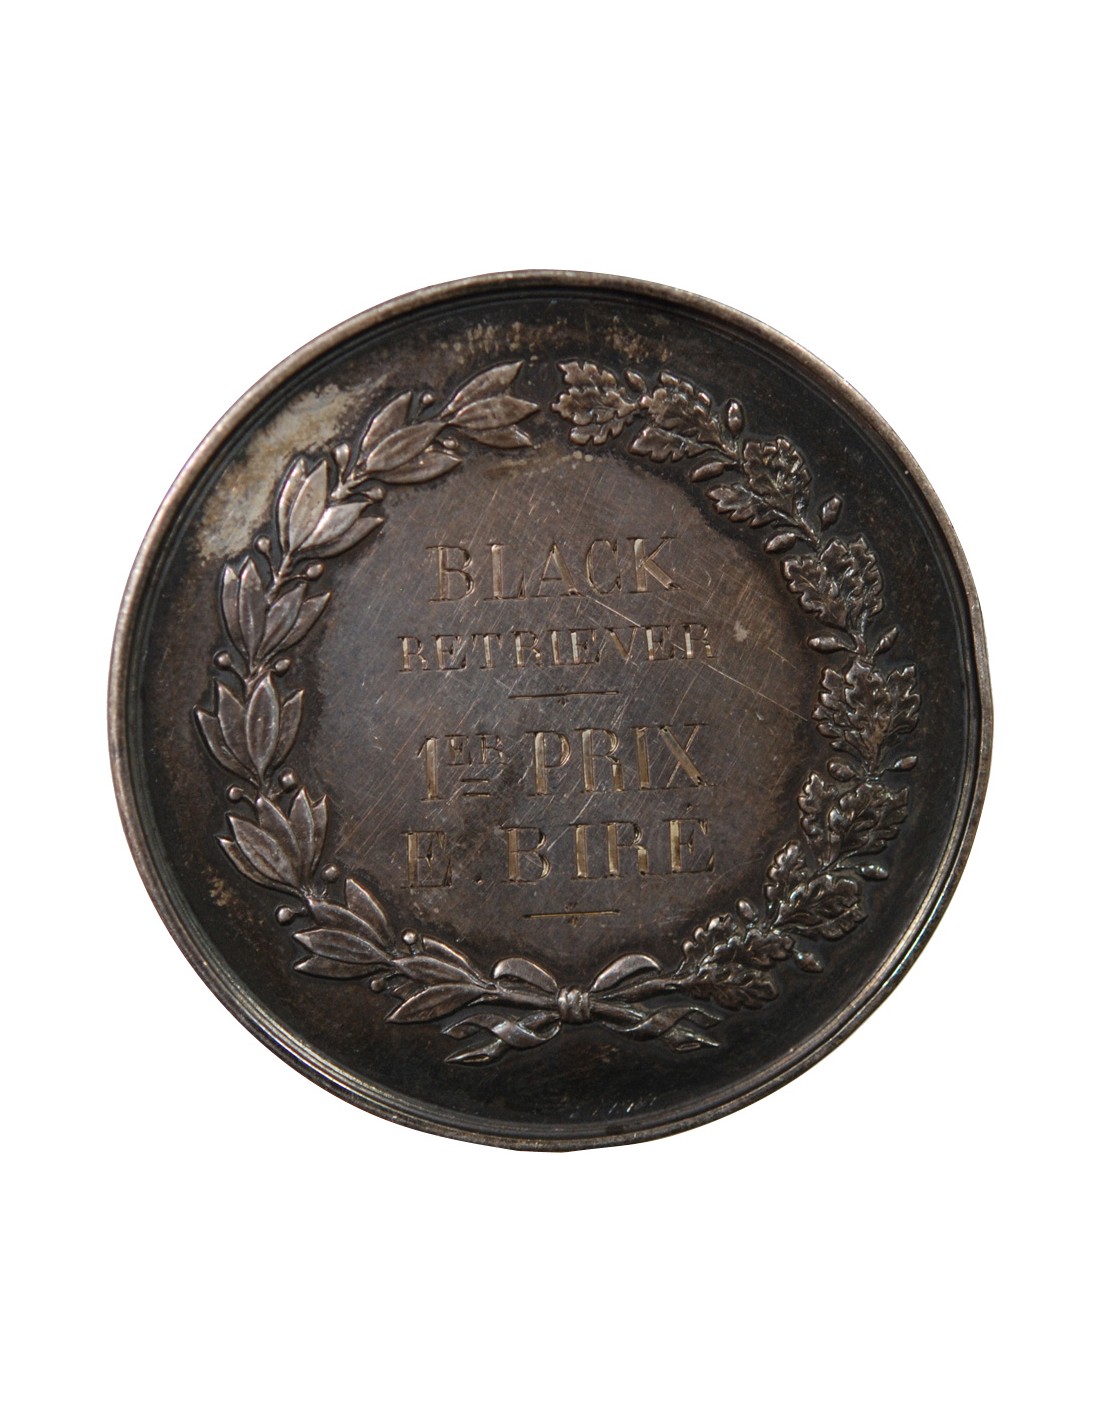 BLACK
RETRIEVER
1ER PRIX
E. BIRÉ